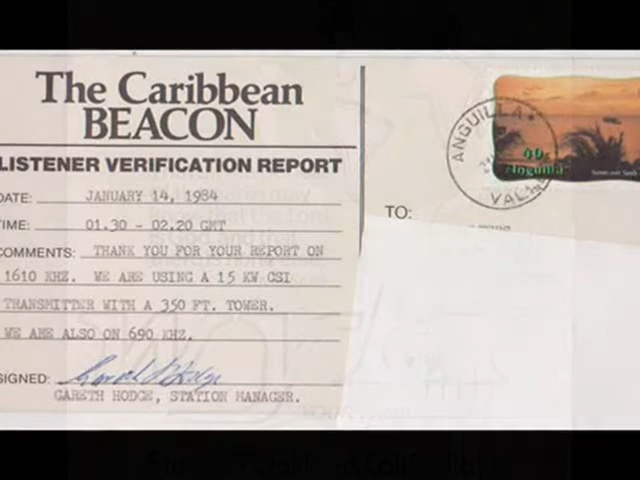 The Caribbean
BEACON
LISTENER VERIFICATION REPORT
DATE: JANUARY 14, 1984
TIME: 01.30 - 02.20 GMT
COMMENTS: THANK YOU FOR YOUR REPORT ON
1610 KHZ. WE ARE USING A 15 KW CSI
TRANSMITTER WITH A 350 FT. TOWER.
WE ARE ALSO ON 690 KHZ.
SIGNED:
GARETH HODGE, STATION MANAGER.
ANGUILLA
VAL
40
Anguilla
TO: